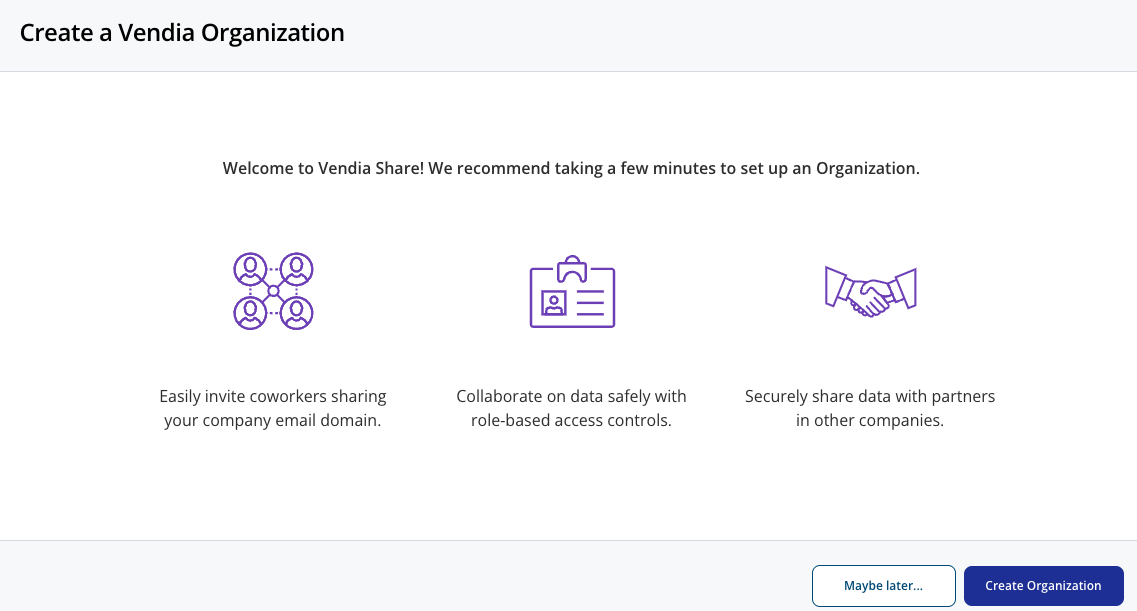 Create a Vendia Organization
Welcome to Vendia Share! We recommend taking a few minutes to set up an Organization.
Easily invite coworkers sharing
your company email domain.
Collaborate on data safely with
role-based access controls.
Securely share data with partners
in other companies.
Maybe later...
Create Organization